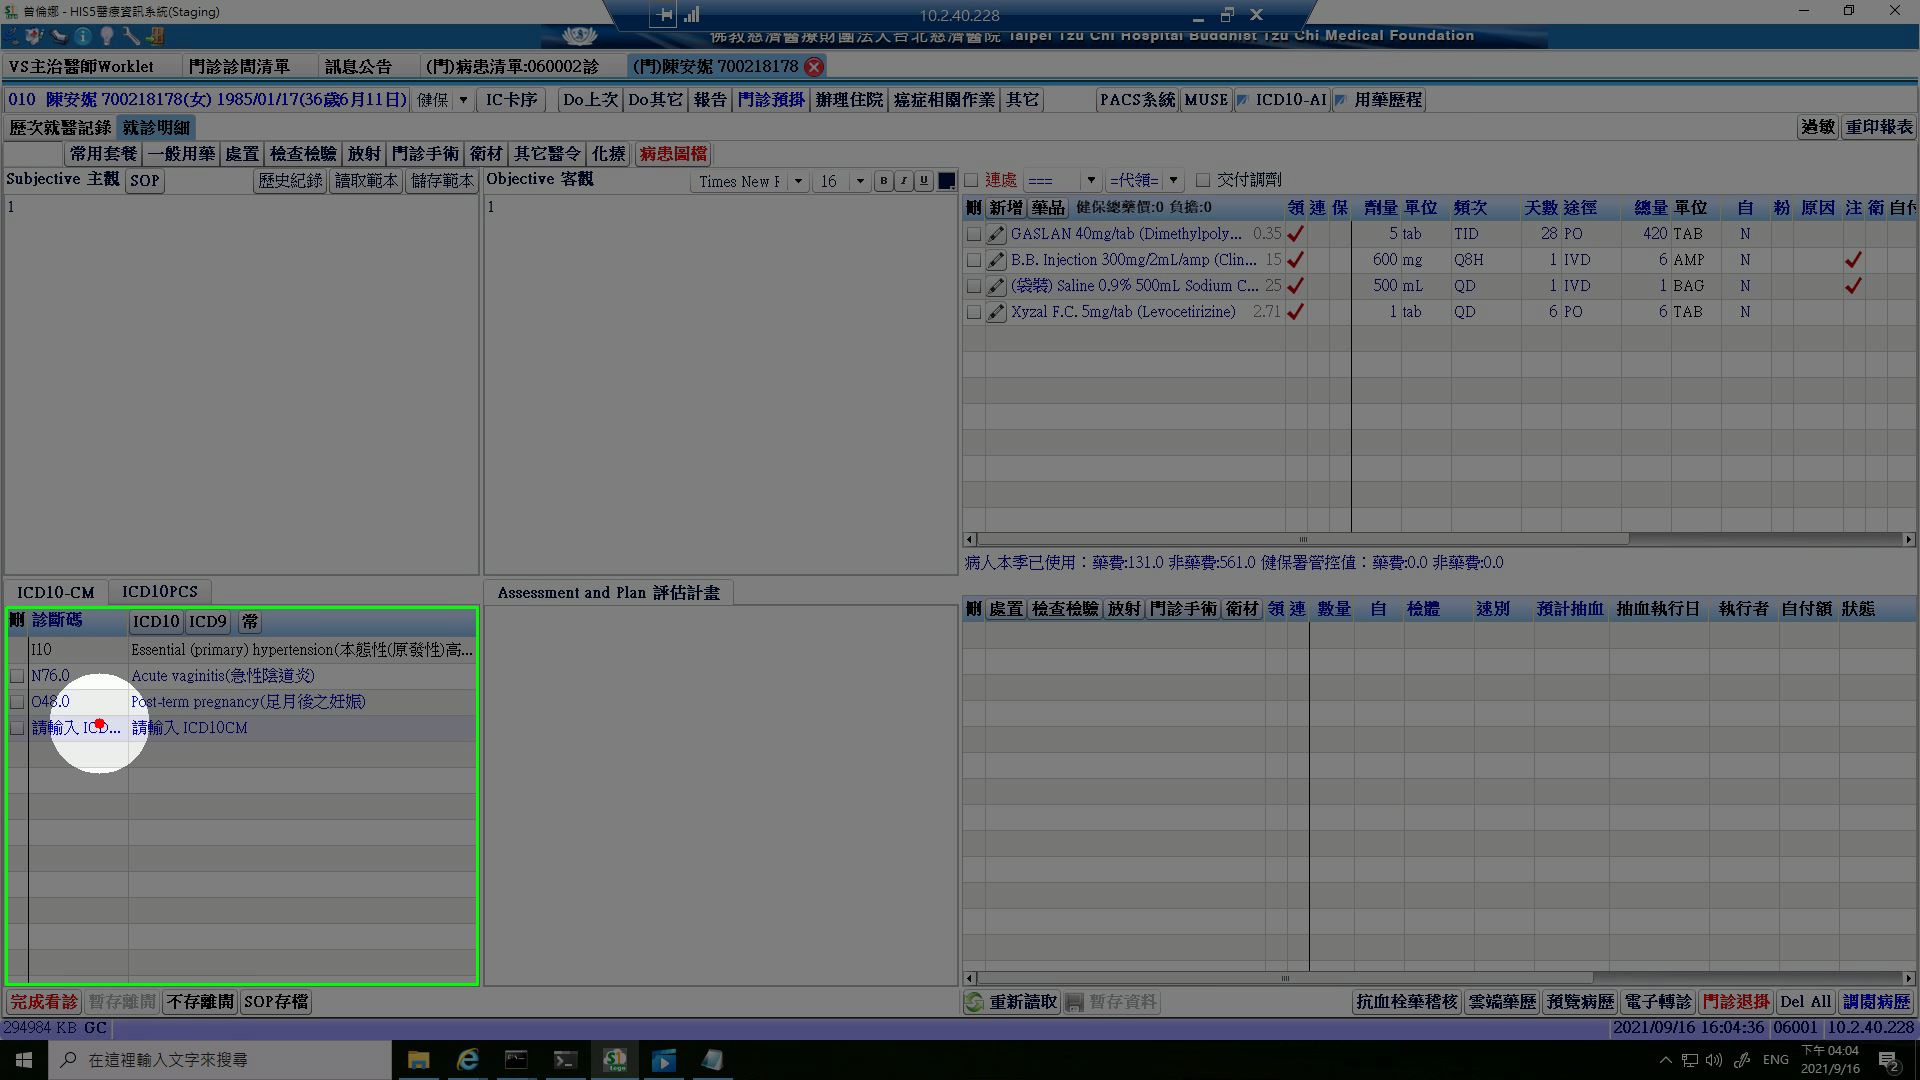 曾倫娜 - HIS5醫療資訊系統(Staging)
10.2.40.228
佛教慈濟醫療財團法人台北慈濟醫院 Taipei Tzu Chi Hospital Buddhist Tzu Chi Medical Foundation
VS主治醫師Worklet 門診診間清單 訊息公告 (門)病患清單:060002診 (門)陳安妮 700218178
010 陳安妮 700218178(女) 1985/01/17(36歲6月11日) 健保 IC卡序 Do上次 Do其它 報告 門診預掛 辦理住院 癌症相關作業 其它 PACS系統 MUSE ICD10-AI 用藥歷程
歷次就醫記錄 就診明細 過敏 重印報表
常用套餐 一般用藥 處置 檢查檢驗 放射 門診手術 衛材 其它醫令 化療 病患圖檔
Subjective 主觀 SOP 歷史紀錄 讀取範本 儲存範本
1
Objective 客觀 Times New F 16 B I U
1
連處 === =代領= 交付調劑
刪 新增 藥品 健保總藥價:0 負擔:0 領 連 保 劑量 單位 頻次 天數 途徑 總量 單位 自 粉 原因 注 衛 自付
GASLAN 40mg/tab (Dimethylpoly... 0.35 5 tab TID 28 PO 420 TAB N
B.B. Injection 300mg/2mL/amp (Clin... 15 600 mg Q8H 1 IVD 6 AMP N
(袋裝) Saline 0.9% 500mL Sodium C... 25 500 mL QD 1 IVD 1 BAG N
Xyzal F.C. 5mg/tab (Levocetirizine) 2.71 1 tab QD 6 PO 6 TAB N
病人本季已使用：藥費:131.0 非藥費:561.0 健保署管控值：藥費:0.0 非藥費:0.0
ICD10-CM ICD10PCS
刪 診斷碼 ICD10 ICD9 常
I10 Essential (primary) hypertension(本態性(原發性)高...
N76.0 Acute vaginitis(急性陰道炎)
O48.0 Post-term pregnancy(足月後之妊娠)
請輸入 ICD... 請輸入 ICD10CM
Assessment and Plan 評估計畫
刪 處置 檢查檢驗 放射 門診手術 衛材 領 連 數量 自 檢體 速別 預計抽血 抽血執行日 執行者 自付額 狀態
完成看診 暫存離開 不存離開 SOP存檔
重新讀取 暫存資料 抗血栓藥稽核 雲端藥歷 預覽病歷 電子轉診 門診退掛 Del All 調閱病歷
294984 KB GC 2021/09/16 16:04:36 06001 10.2.40.228
在這裡輸入文字來搜尋 ENG 下午 04:04
2021/9/16
2